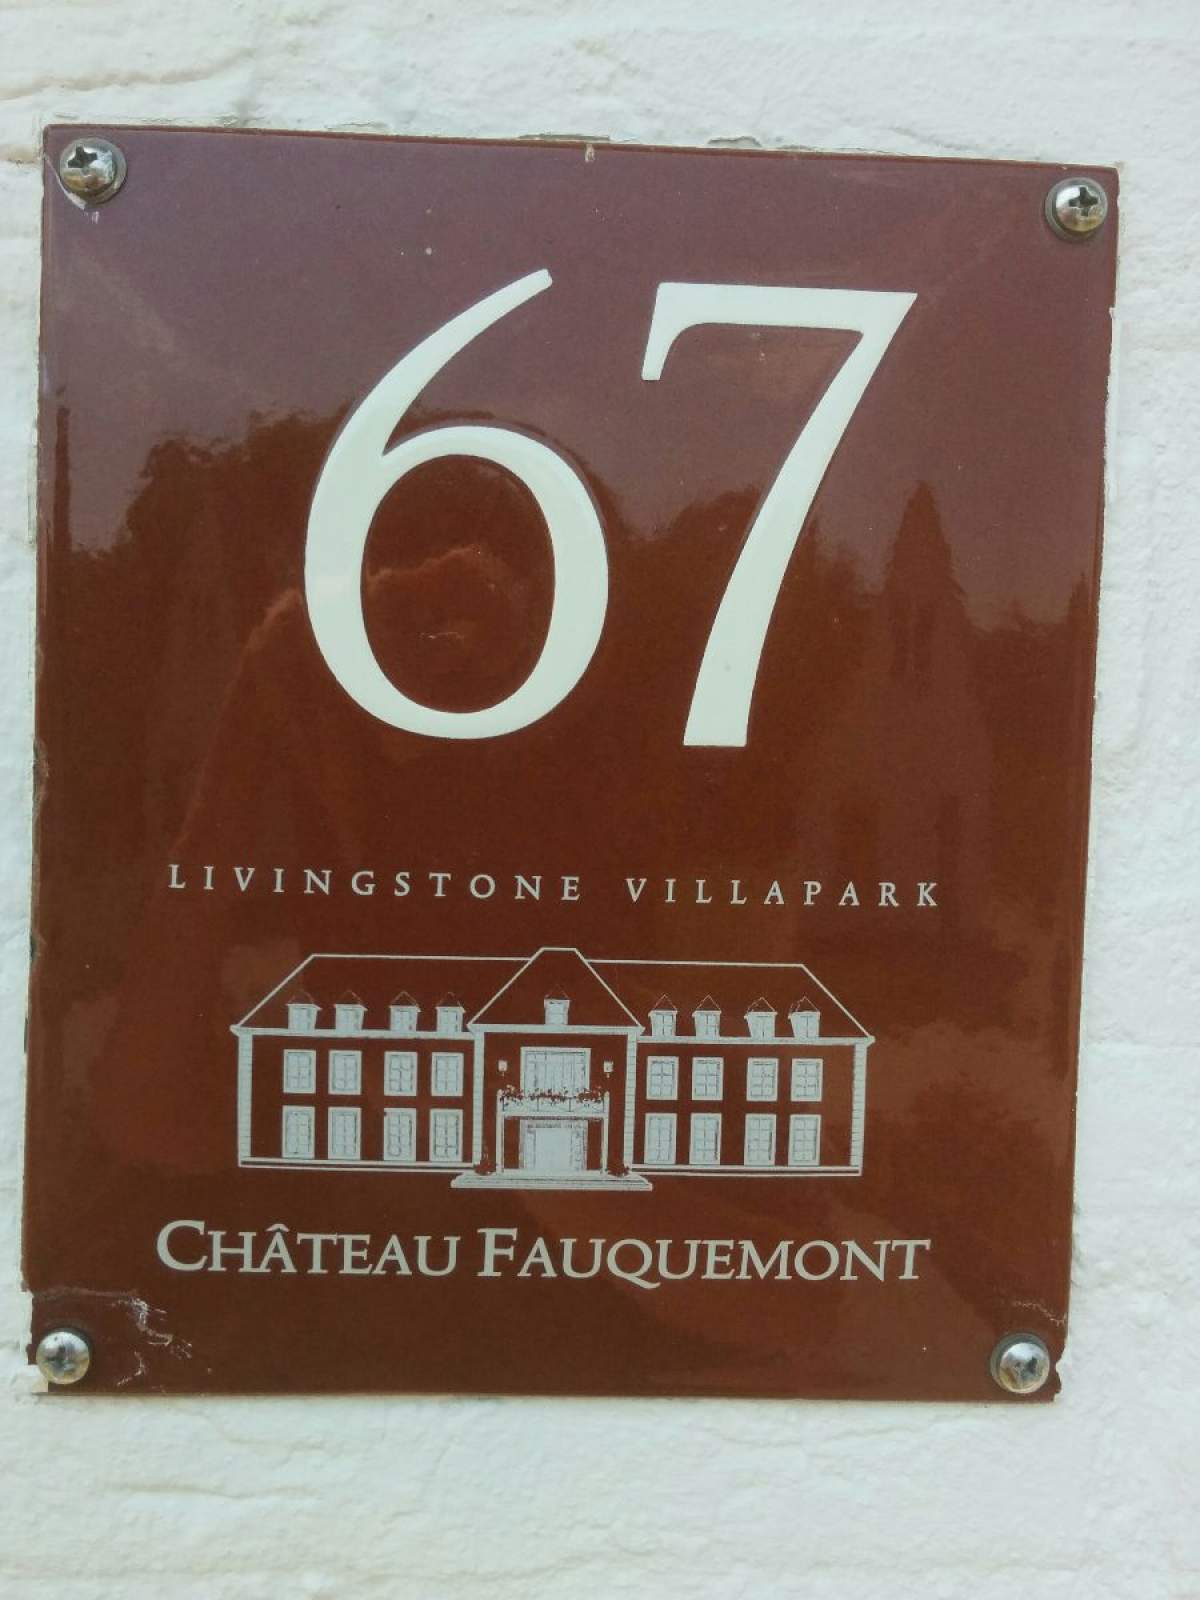 67
LIVINGSTONE VILLAPARK
CHÂTEAU FAUQUEMONT